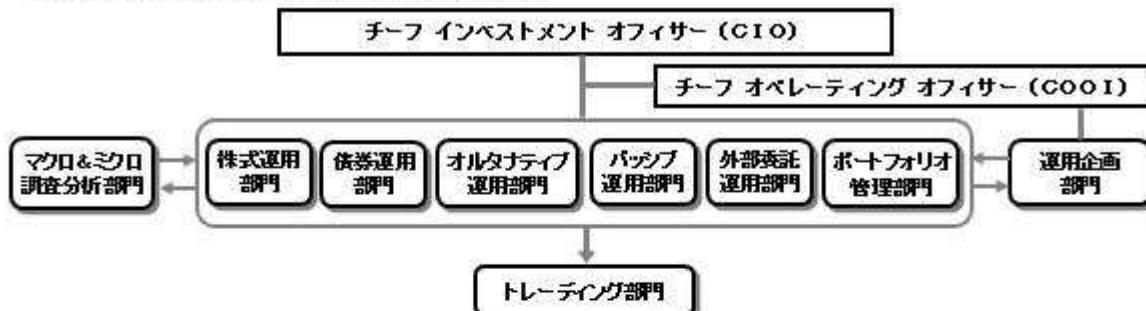 チーフ インベストメント オフィサー (CIO)
チーフ オペレーティング オフィサー (COOI)
マクロ&ミクロ
調査分析部門
株式運用
部門
債券運用
部門
オルタナティブ
運用部門
パッシブ
運用部門
外部委託
運用部門
ポートフォリオ
管理部門
運用企画
部門
トレーディング部門